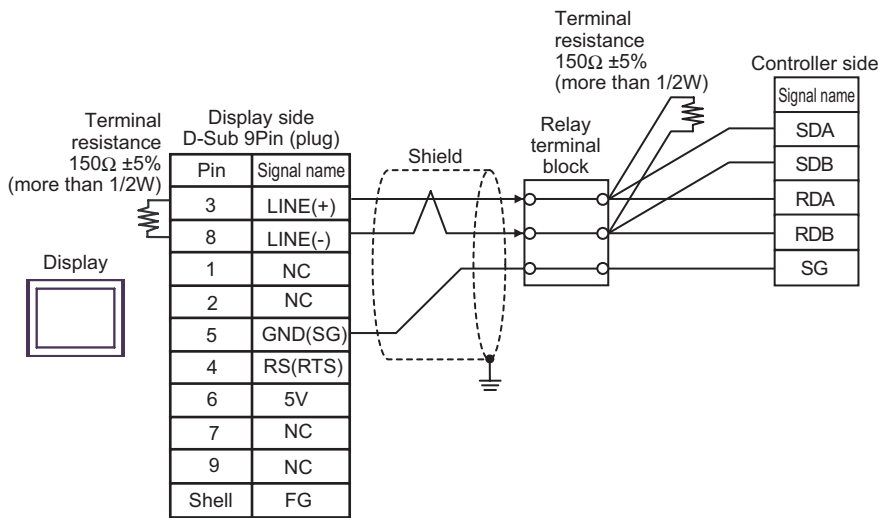 Terminal
resistance
150Ω ±5%
(more than 1/2W)
Controller side
Signal name
SDA
SDB
RDA
RDB
SG
Relay
terminal
block
Shield
Terminal
resistance
150Ω ±5%
(more than 1/2W)
Display side
D-Sub 9Pin (plug)
Pin Signal name
3 LINE(+)
8 LINE(-)
1 NC
2 NC
5 GND(SG)
4 RS(RTS)
6 5V
7 NC
9 NC
Shell FG
Display